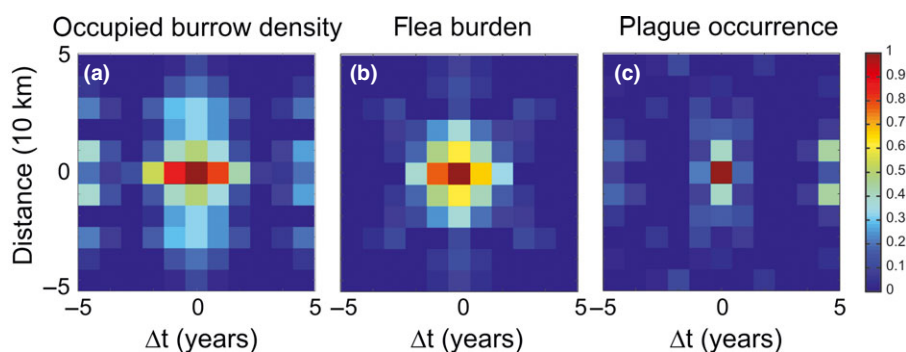 Occupied burrow density
Flea burden
Plague occurrence
(a)
(b)
(c)
Distance (10 km)
5
0
−5
−5 0 5
−5 0 5
−5 0 5
Δt (years)
Δt (years)
Δt (years)
1
0.9
0.8
0.7
0.6
0.5
0.4
0.3
0.2
0.1
0